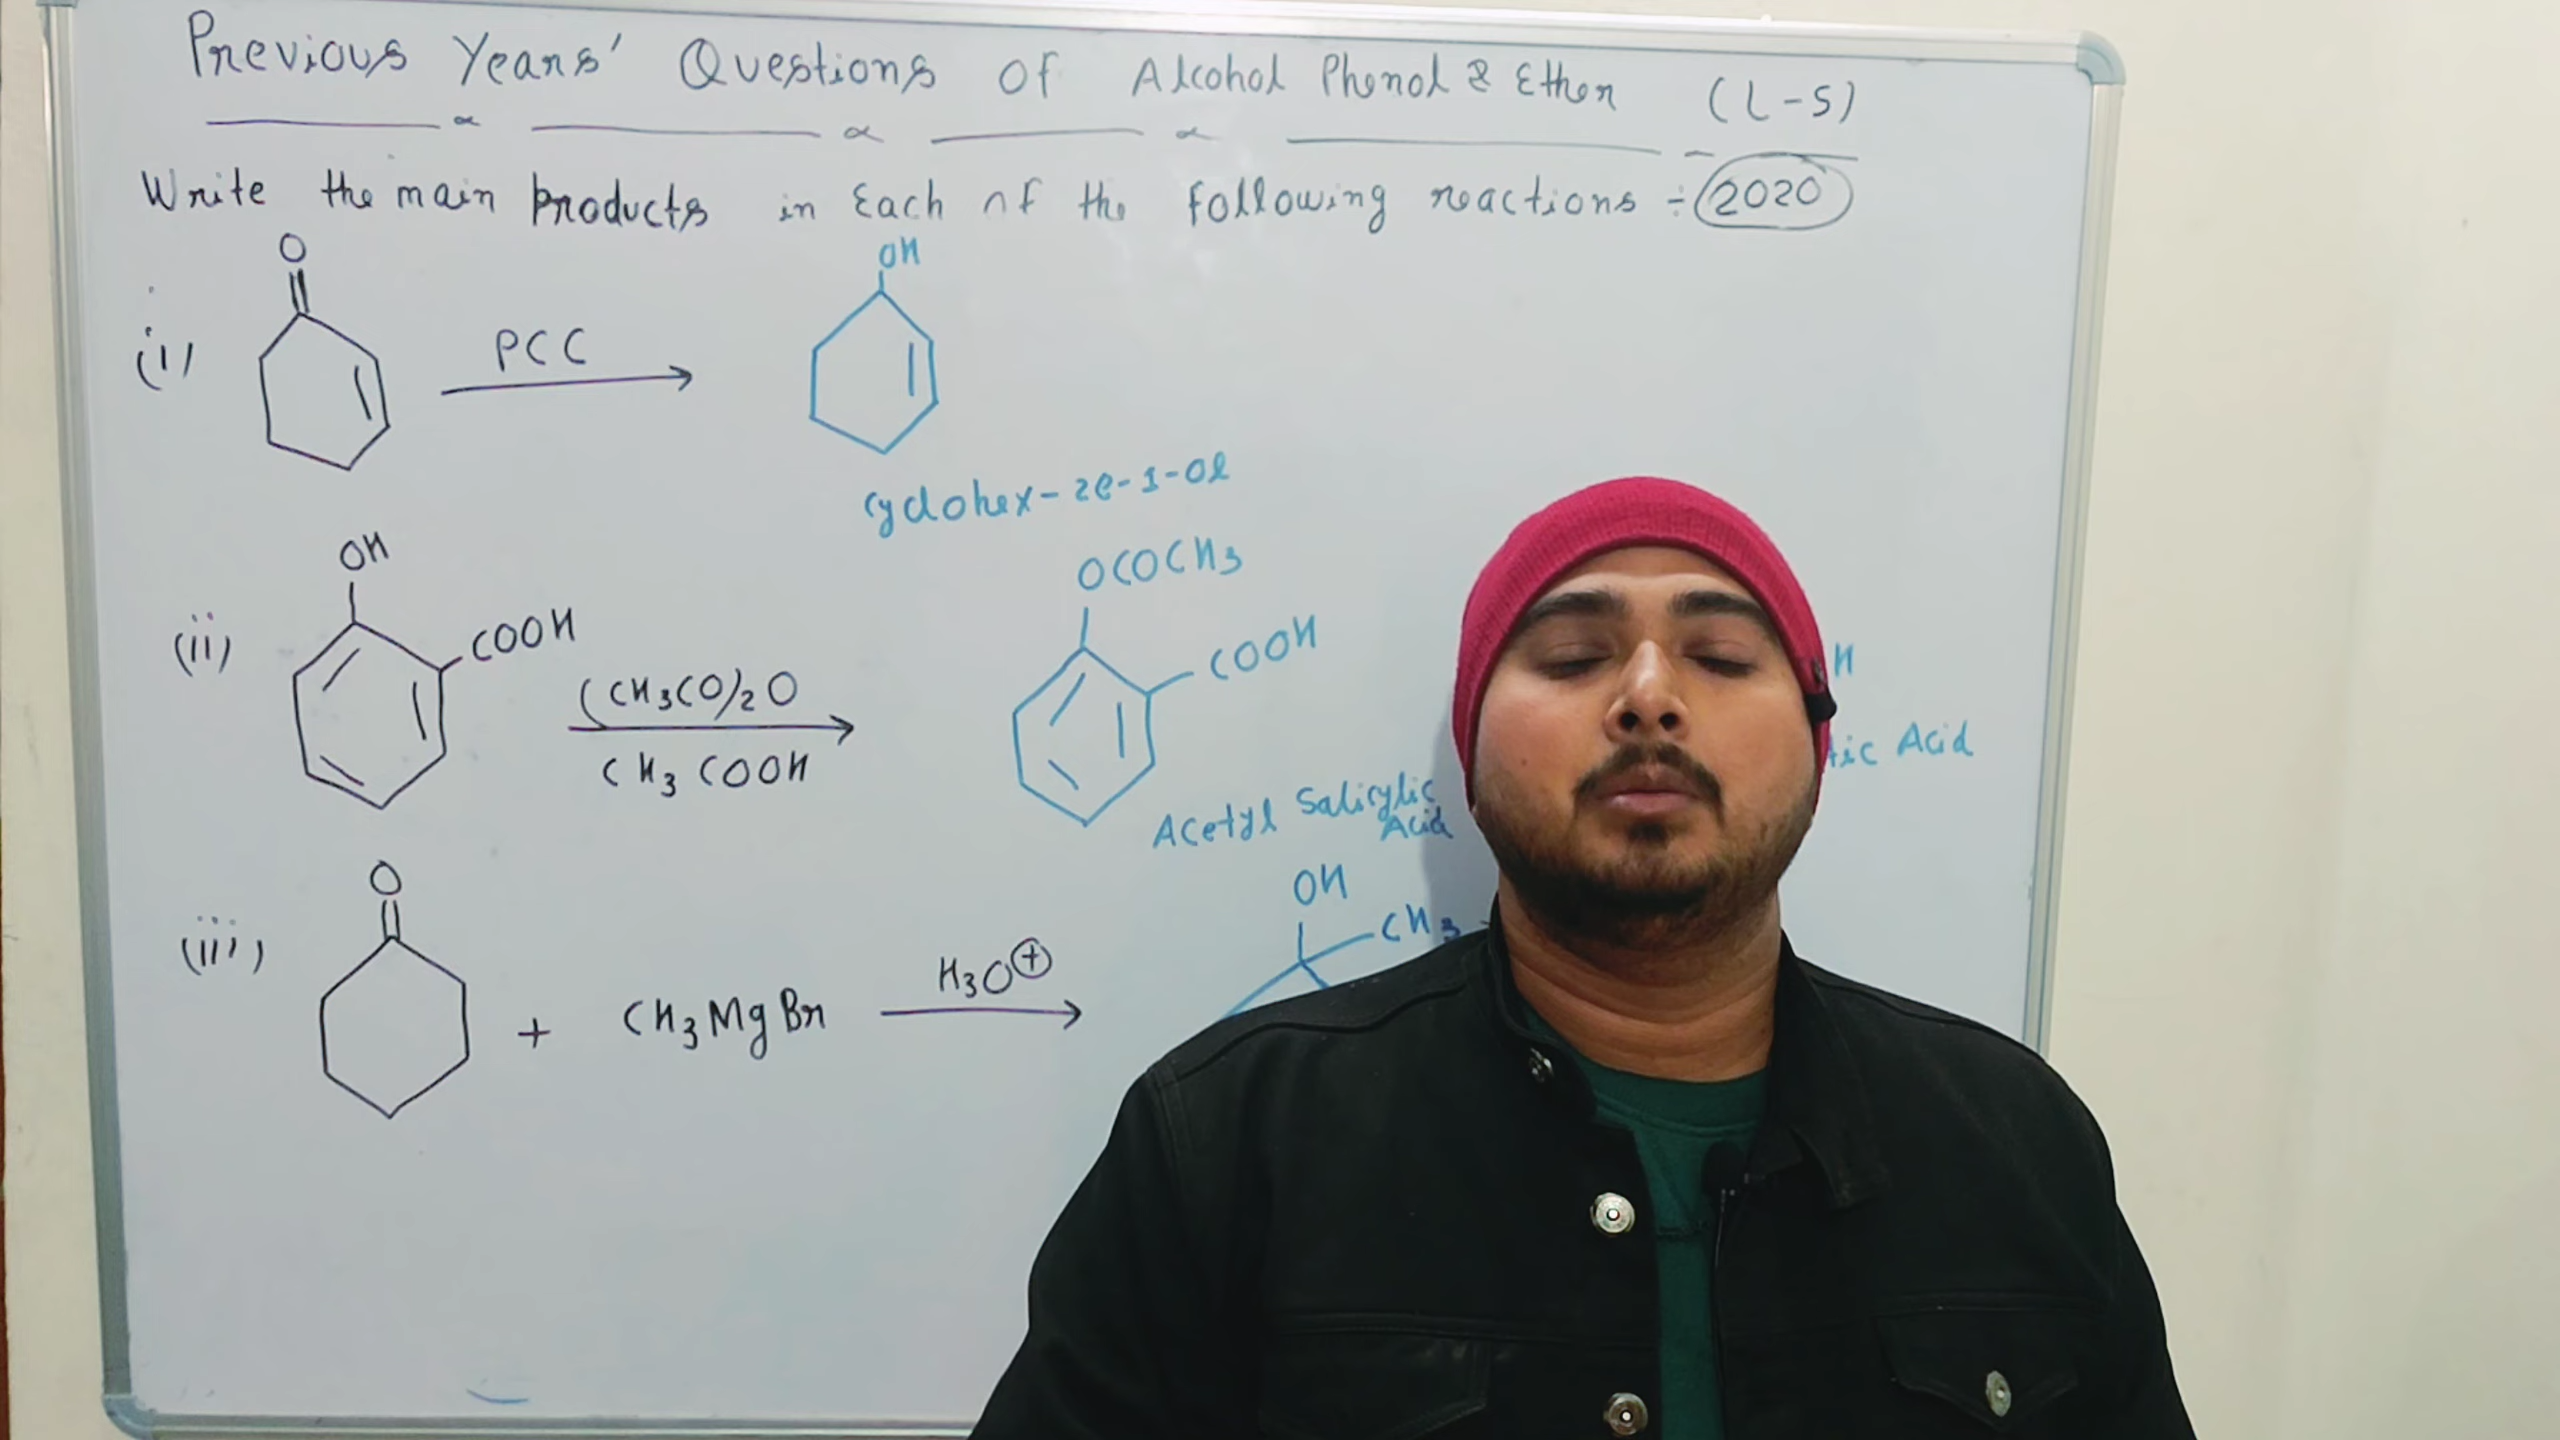 Previous Years' Questions Of Alcohol Phenol & Ether (L-5)
Write the main products in Each of the following reactions ÷ 2020
(i) O PCC OH
Cyclohex-2e-1-Ol
(ii) OH COOH (CH3CO)2O CH3COOH OCOCH3 COOH H
Acetyl Salicylic Acid tic Acid
(iii) O + CH3MgBr H3O⊕ OH CH3